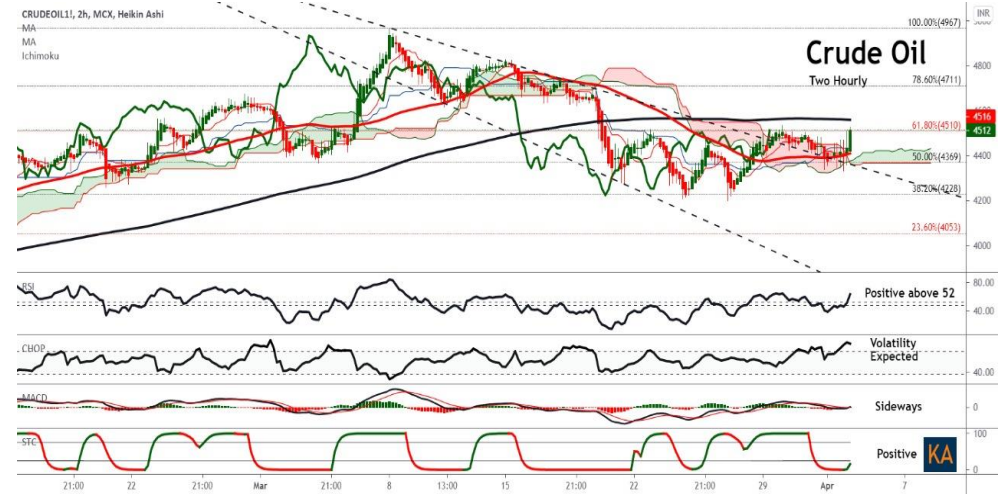 CRUDEOIL1!, 2h, MCX, Heikin Ashi
MA
MA
Ichimoku
INR
100.00%(4967)
Crude Oil
Two Hourly
4800
78.60%(4711)
4516
61.80%(4510)
4512
50.00%(4369)
4400
38.20%(4228)
4200
23.60%(4053)
4000
RSI
80.00
Positive above 52
40.00
CHOP
Volatility
Expected
40.00
MACD
Sideways
0
STC
100
Positive
KA
0
21:00
22
21:00
Mar
21:00
8
13:00
15
21:00
22
21:00
29
Apr
7